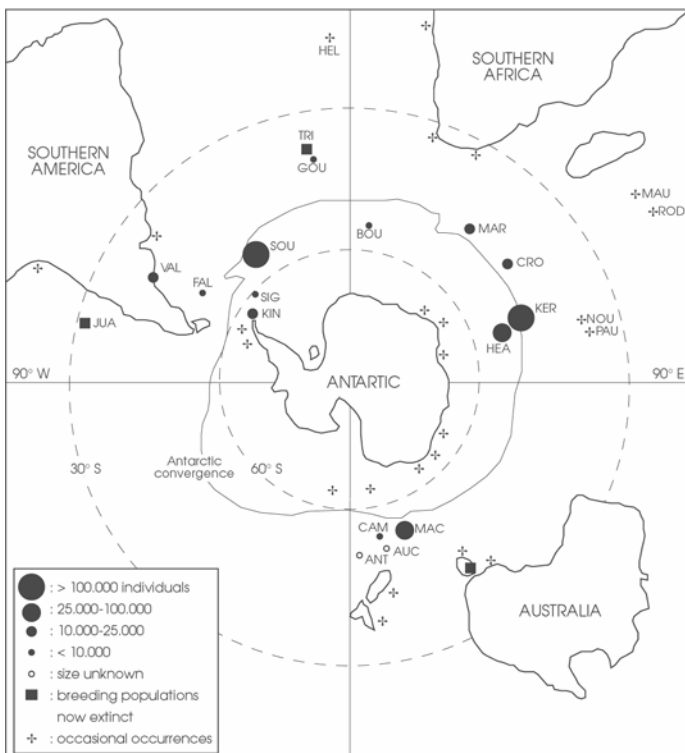 HEL
SOUTHERN
AFRICA
TRI
GOU
SOUTHERN
AMERICA
MAU
ROD
BOU
MAR
SOU
CRO
VAL
FAL
SIG
KIN
KER
NOU
PAU
JUA
HEA
90° W
ANTARTIC
90° E
30° S
Antarctic
convergence
60° S
CAM
MAC
ANT
AUC
AUSTRALIA
: > 100.000 individuals
: 25.000-100.000
: 10.000-25.000
: < 10.000
: size unknown
: breeding populations
now extinct
: occasional occurrences